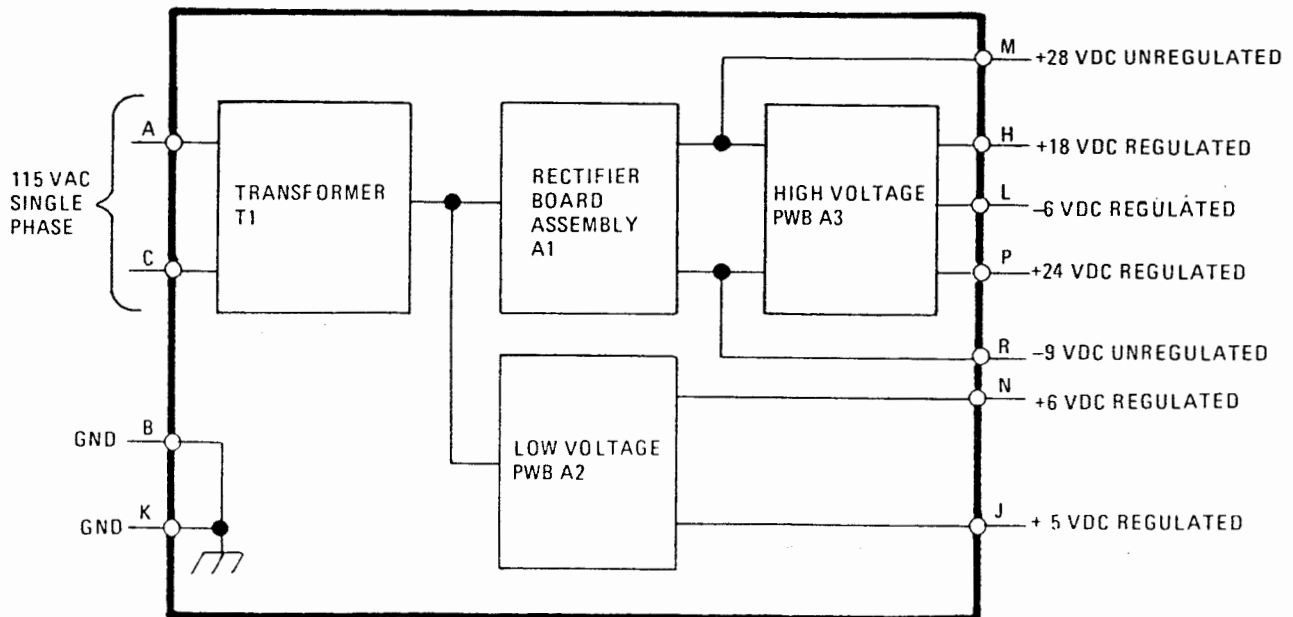 M
+28 VDC UNREGULATED
A
H
+18 VDC REGULATED
115 VAC
SINGLE
PHASE
TRANSFORMER
T1
RECTIFIER
BOARD
ASSEMBLY
A1
HIGH VOLTAGE
PWB A3
L
-6 VDC REGULATED
C
P
+24 VDC REGULATED
R
-9 VDC UNREGULATED
N
+6 VDC REGULATED
GND
B
LOW VOLTAGE
PWB A2
GND
K
J
+ 5 VDC REGULATED